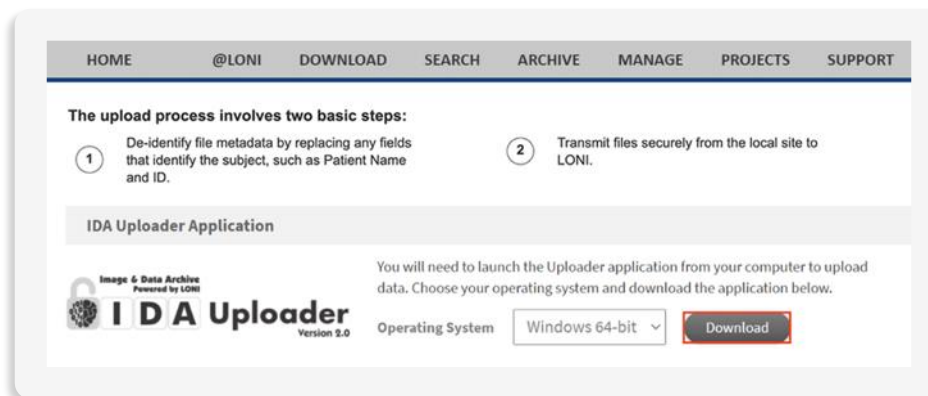 HOME @LONI DOWNLOAD SEARCH ARCHIVE MANAGE PROJECTS SUPPORT
The upload process involves two basic steps:
1
De-identify file metadata by replacing any fields
that identify the subject, such as Patient Name
and ID.
2
Transmit files securely from the local site to
LONI.
IDA Uploader Application
Image & Data Archive
Powered by LONI
IDA Uploader
Version 2.0
You will need to launch the Uploader application from your computer to upload
data. Choose your operating system and download the application below.
Operating System Windows 64-bit Download